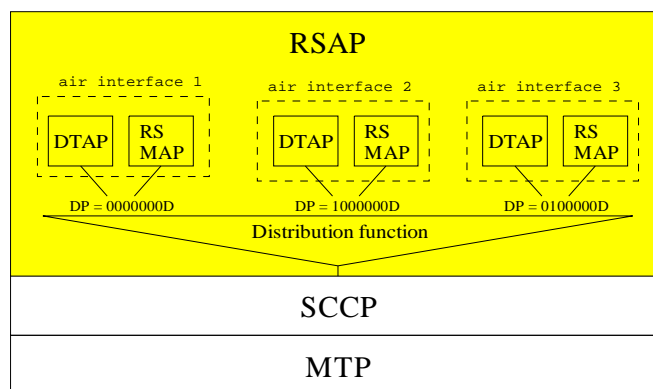 RSAP
air interface 1
air interface 2
air interface 3
DTAP
RS
MAP
DTAP
RS
MAP
DTAP
RS
MAP
DP = 0000000D
DP = 1000000D
DP = 0100000D
Distribution function
SCCP
MTP